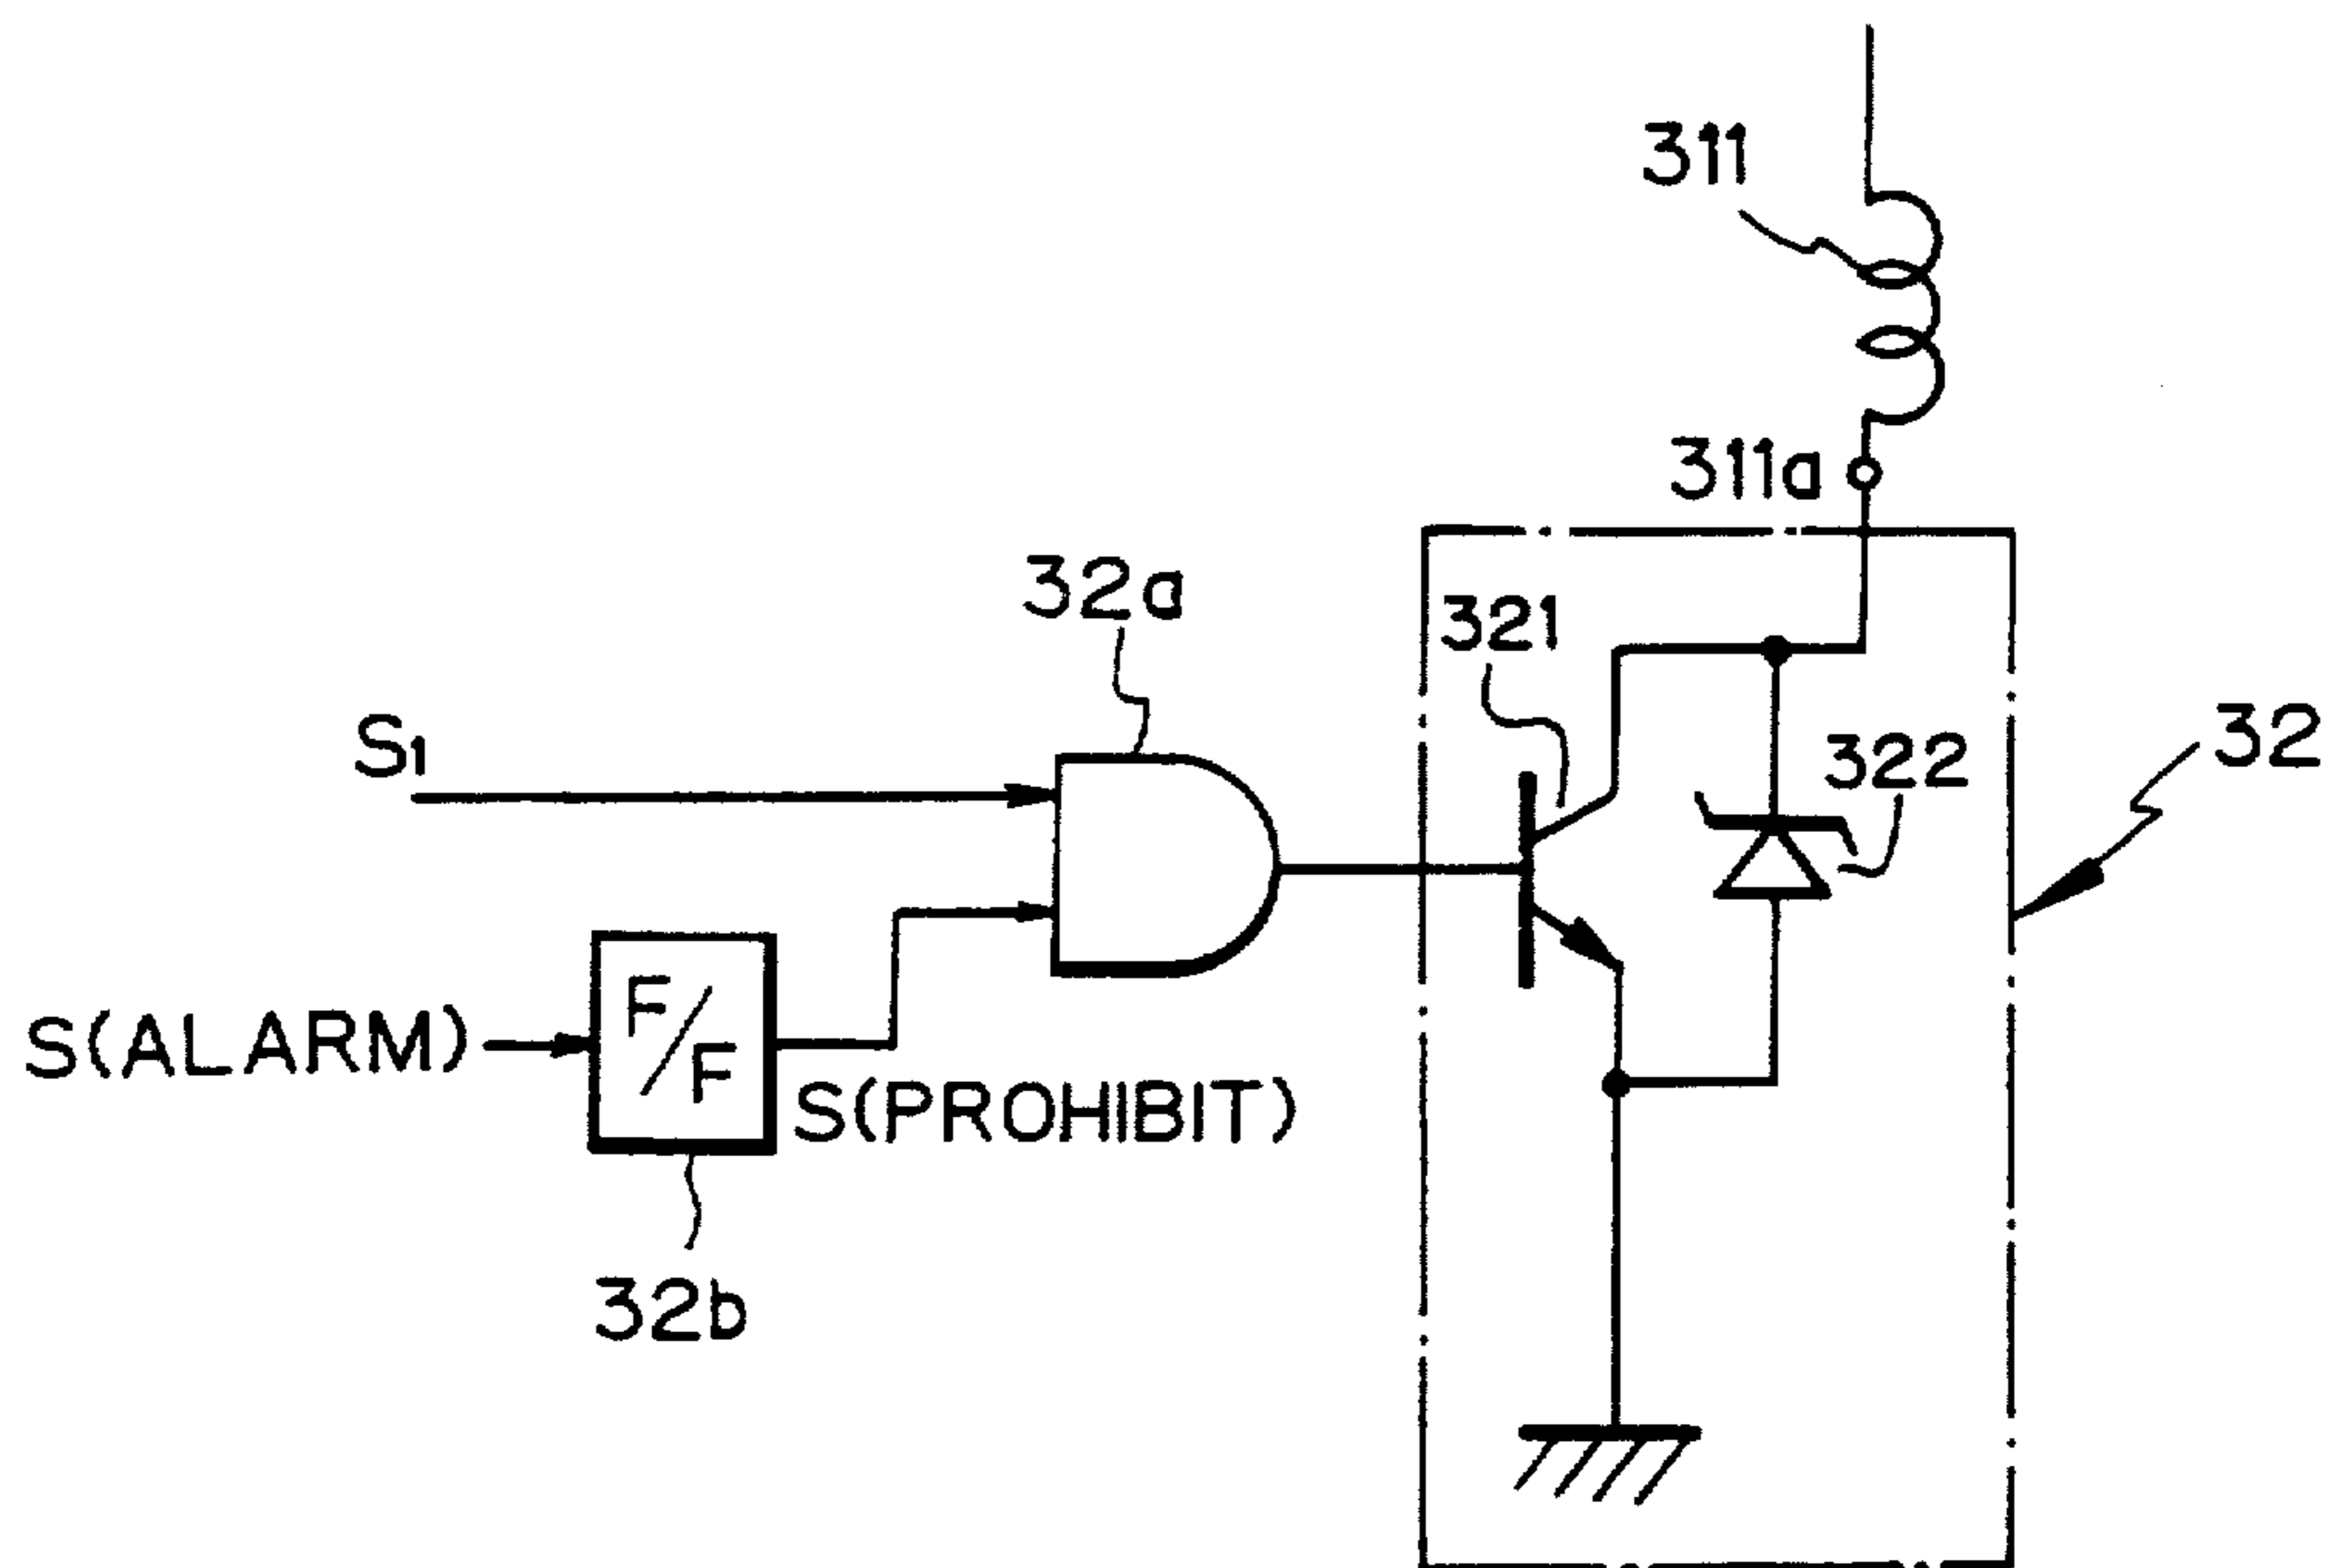 311
311a
32a
321
S1
32
322
F/F
S(ALARM)
S(PROHIBIT)
32b